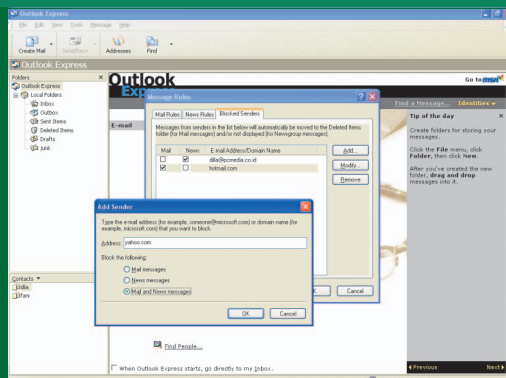 Outlook Express
File Edit View Tools Message Help
Create Mail
Send/Recv
Addresses
Find
Outlook Express
Folders
Outlook Express
Local Folders
Inbox
Outbox
Sent Items
Deleted Items
Drafts
junk
Contacts
dilla
fani
Outlook
Express
Go to msn
Find a Message... Identities
E-mail
Message Rules
Mail Rules News Rules Blocked Senders
Messages from senders in the list below will automatically be moved to the Deleted Items
folder (for Mail messages) and/or not displayed (for Newsgroup messages).
Mail News E-Mail Address/Domain Name
dilla@pcmedia.co.id
hotmail.com
Add...
Modify...
Remove
Cancel
Add Sender
Type the e-mail address (for example, someone@microsoft.com) or domain name (for
example, microsoft.com) that you want to block.
Address: yahoo.com
Block the following:
Mail messages
News messages
Mail and News messages
OK Cancel
Find People...
When Outlook Express starts, go directly to my Inbox.
Tip of the day
Create folders for storing your
messages.
Click the File menu, click
Folder, then click New.
After you've created the new
folder, drag and drop
messages into it.
Previous Next